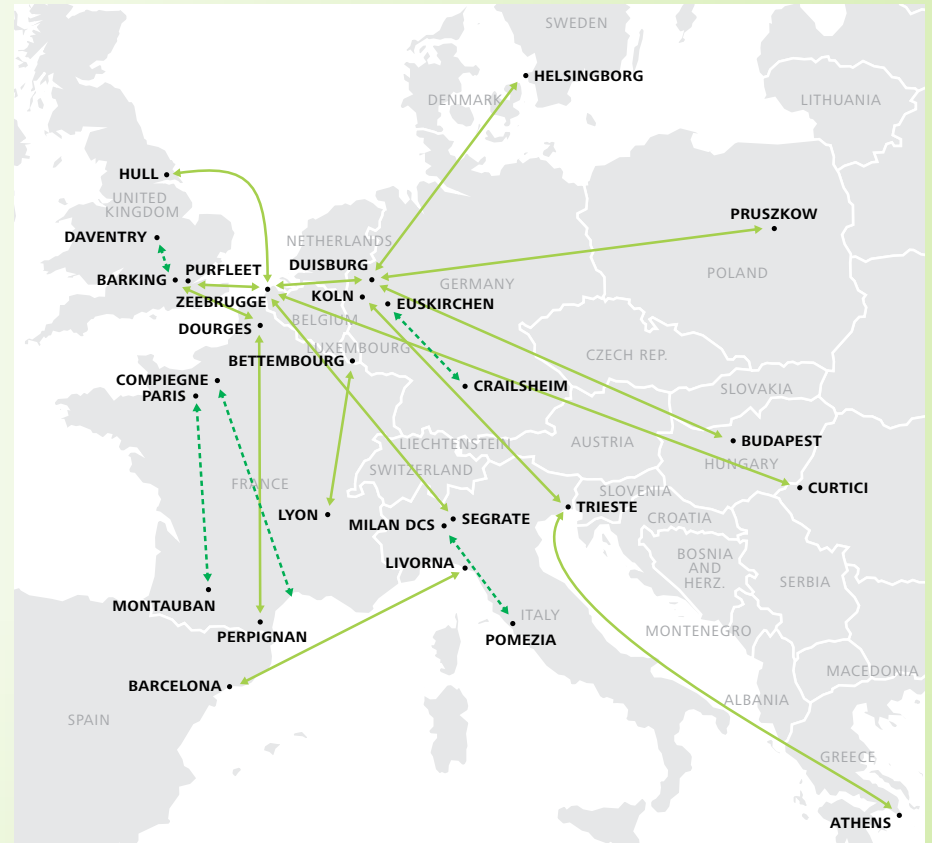 SWEDEN
HELSINGBORG
DENMARK
LITHUANIA
HULL
UNITED
KINGDOM
PRUSZKOW
DAVENTRY
NETHERLANDS
DUISBURG
PURFLEET
BARKING
POLAND
GERMANY
KOLN
ZEEBRUGGE
EUSKIRCHEN
BELGIUM
DOURGES
LUXEMBOURG
CZECH REP.
BETTEMBOURG
COMPIEGNE
CRAILSHEIM
SLOVAKIA
PARIS
LIECHTENSTEIN
AUSTRIA
BUDAPEST
HUNGARY
SWITZERLAND
FRANCE
CURTICI
SLOVENIA
TRIESTE
LYON
SEGRATE
CROATIA
MILAN DCS
BOSNIA
AND
HERZ.
LIVORNA
SERBIA
MONTAUBAN
ITALY
MONTENEGRO
PERPIGNAN
POMEZIA
MACEDONIA
BARCELONA
ALBANIA
SPAIN
GREECE
ATHENS